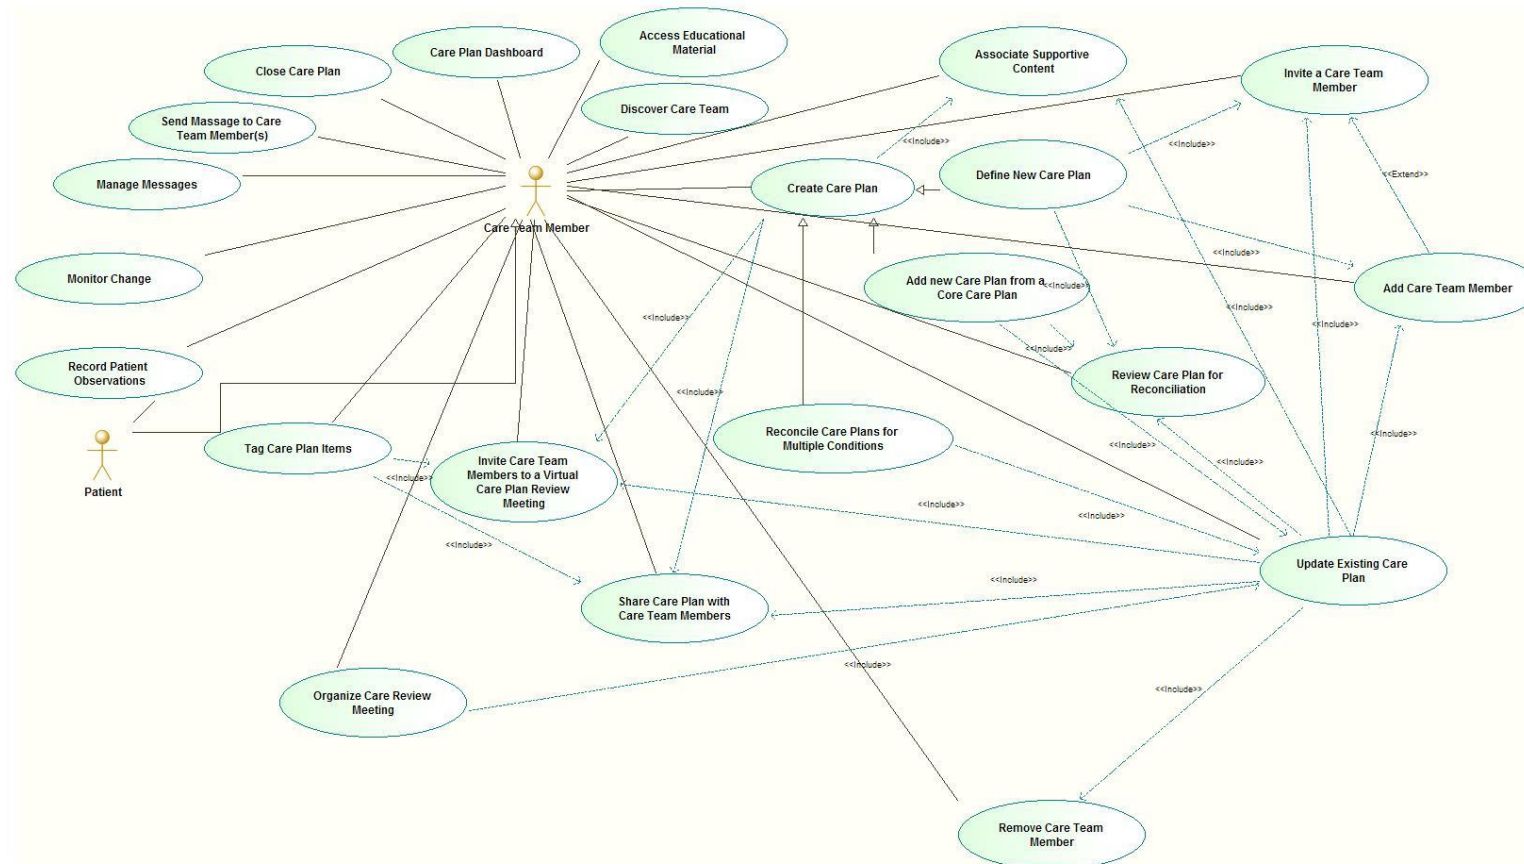 Access Educational
Material
Care Plan Dashboard
Close Care Plan
Associate Supportive
Content
Invite a Care Team
Member
Discover Care Team
Send Massage to Care
Team Member(s)
<<Include>>
<<Include>>
Manage Messages
Create Care Plan
Define New Care Plan
<<Extend>>
Care Team Member
<<Include>>
Monitor Change
Add new Care Plan from a
Core Care Plan
<<Include>>
Add Care Team Member
<<Include>>
<<Include>>
<<Include>>
<<Include>>
Record Patient
Observations
Review Care Plan for
Reconciliation
<<Include>>
Tag Care Plan Items
Reconcile Care Plans for
Multiple Conditions
<<Include>>
<<Include>>
<<Include>>
Invite Care Team
Members to a Virtual
Care Plan Review
Meeting
<<Include>>
Patient
<<Include>>
<<Include>>
<<Include>>
Update Existing Care
Plan
<<Include>>
Share Care Plan with
Care Team Members
<<Include>>
Organize Care Review
Meeting
<<Include>>
Remove Care Team
Member